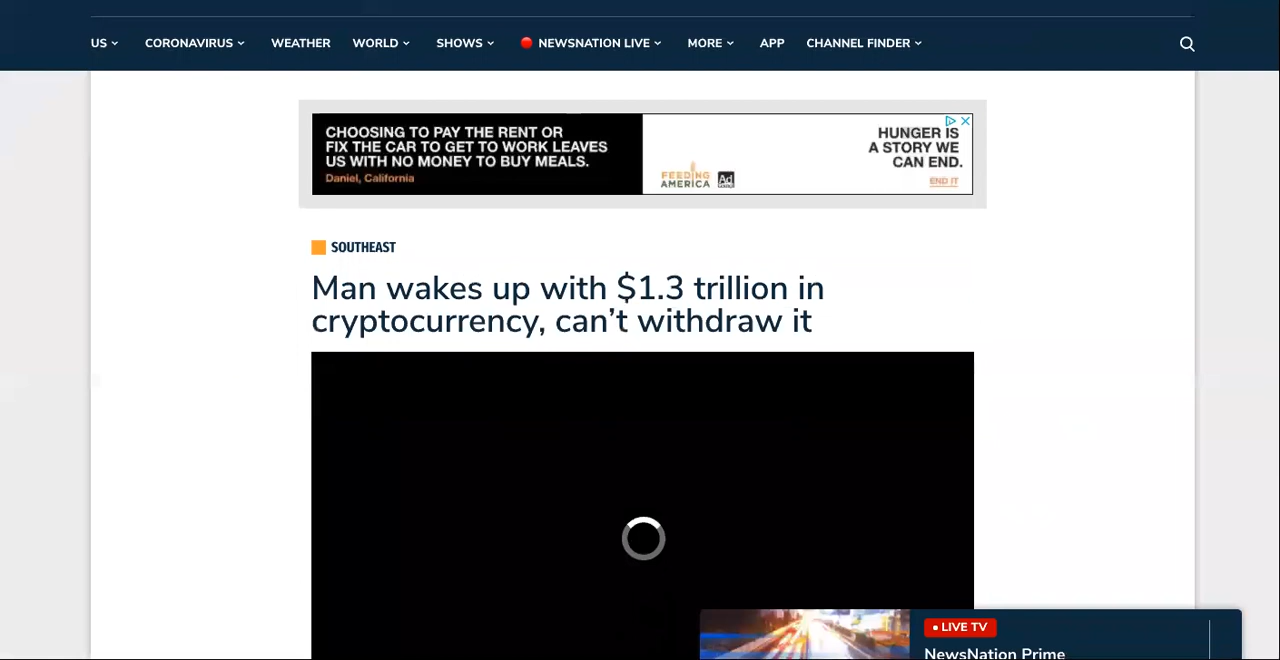 US CORONAVIRUS WEATHER WORLD SHOWS NEWSNATION LIVE MORE APP CHANNEL FINDER
CHOOSING TO PAY THE RENT OR
FIX THE CAR TO GET TO WORK LEAVES
US WITH NO MONEY TO BUY MEALS.
Daniel, California
FEEDING
AMERICA
Ad
HUNGER IS
A STORY WE
CAN END.
END IT
SOUTHEAST
Man wakes up with $1.3 trillion in
cryptocurrency, can’t withdraw it
LIVE TV
NewsNation Prime